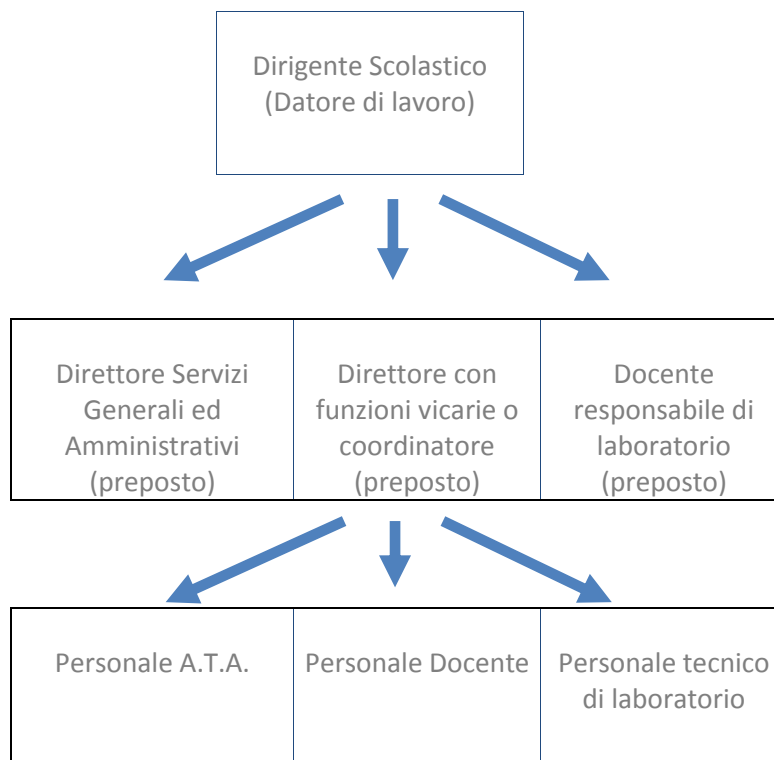 Dirigente Scolastico
(Datore di lavoro)
Direttore Servizi
Generali ed
Amministrativi
(preposto)
Direttore con
funzioni vicarie o
coordinatore
(preposto)
Docente
responsabile di
laboratorio
(preposto)
Personale A.T.A.
Personale Docente
Personale tecnico
di laboratorio